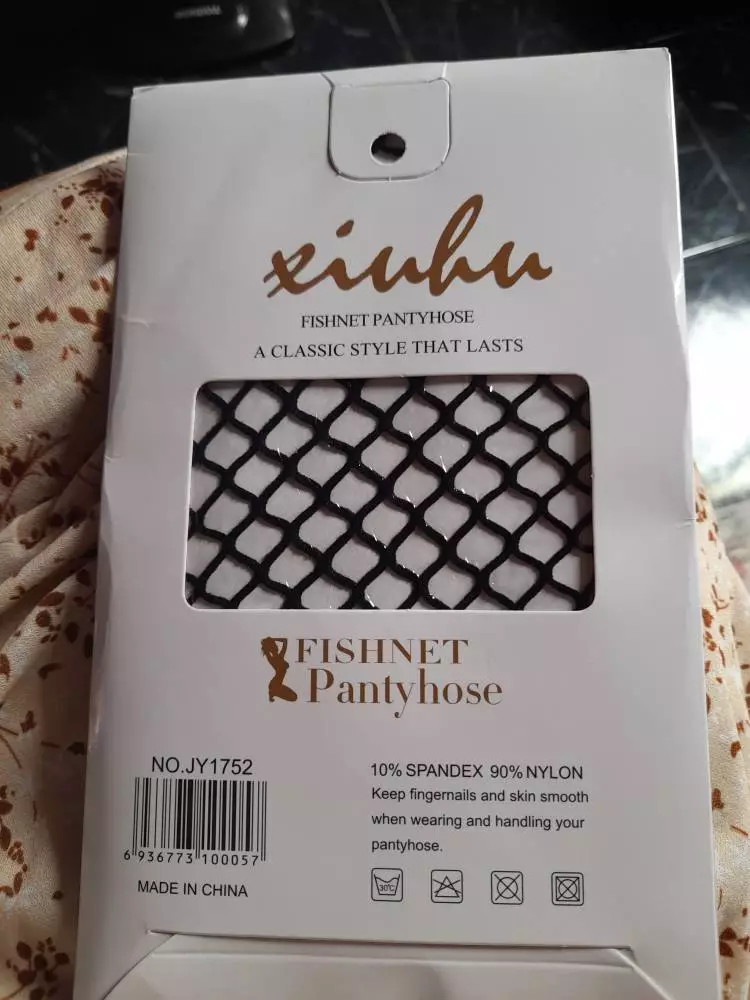 xiuhu
FISHNET PANTYHOSE
A CLASSIC STYLE THAT LASTS
FISHNET
Pantyhose
NO.JY1752
6 936773 100057
MADE IN CHINA
10% SPANDEX 90% NYLON
Keep fingernails and skin smooth
when wearing and handling your
pantyhose.
30°C